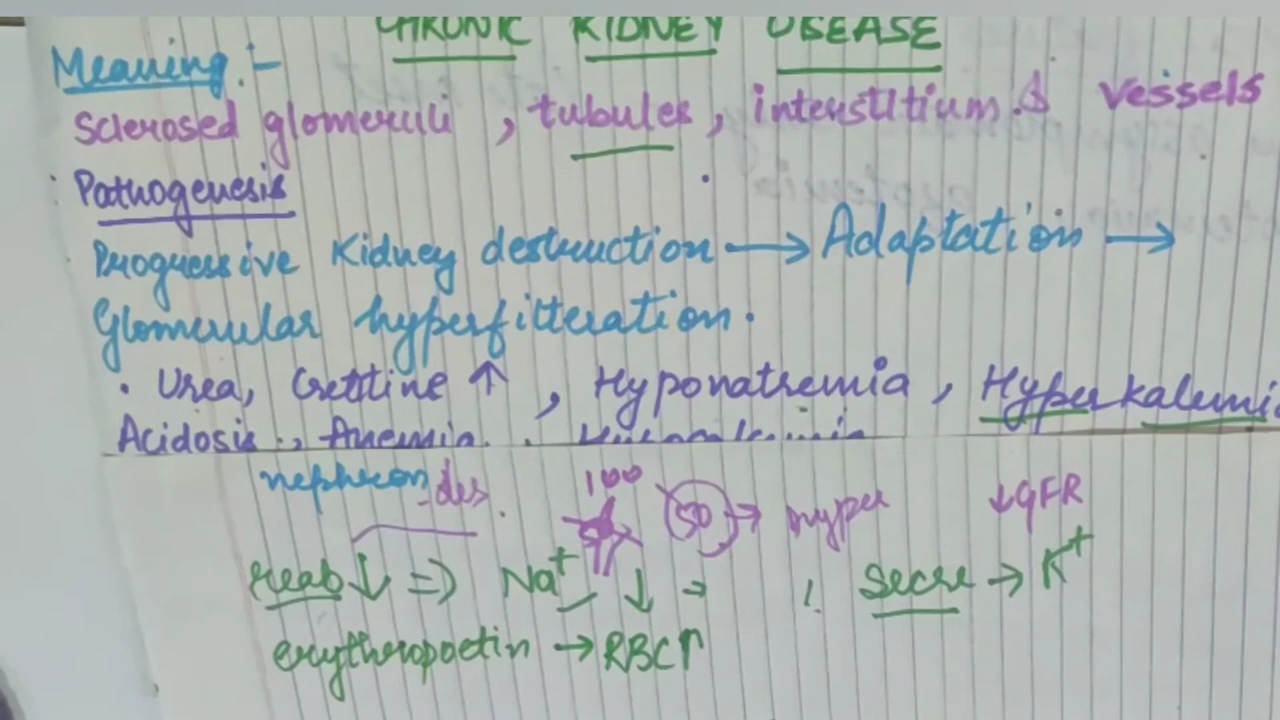 CHRONIC KIDNEY DISEASE
Meaning :-
Sclerosed glomeruli , tubules, interstitium & vessels
Pathogenesis
Progressive Kidney destruction → Adaptation →
Glomerular hyperfilteration.
• Urea, Crettine ↑ , Hyponatremia , Hyperkalemi
Acidosis , Anemia
nephron des 100 50 → hyper ↓GFR
reab ↓ => Na+ ↓ → Secre → K+
erythropoetin → RBC↑